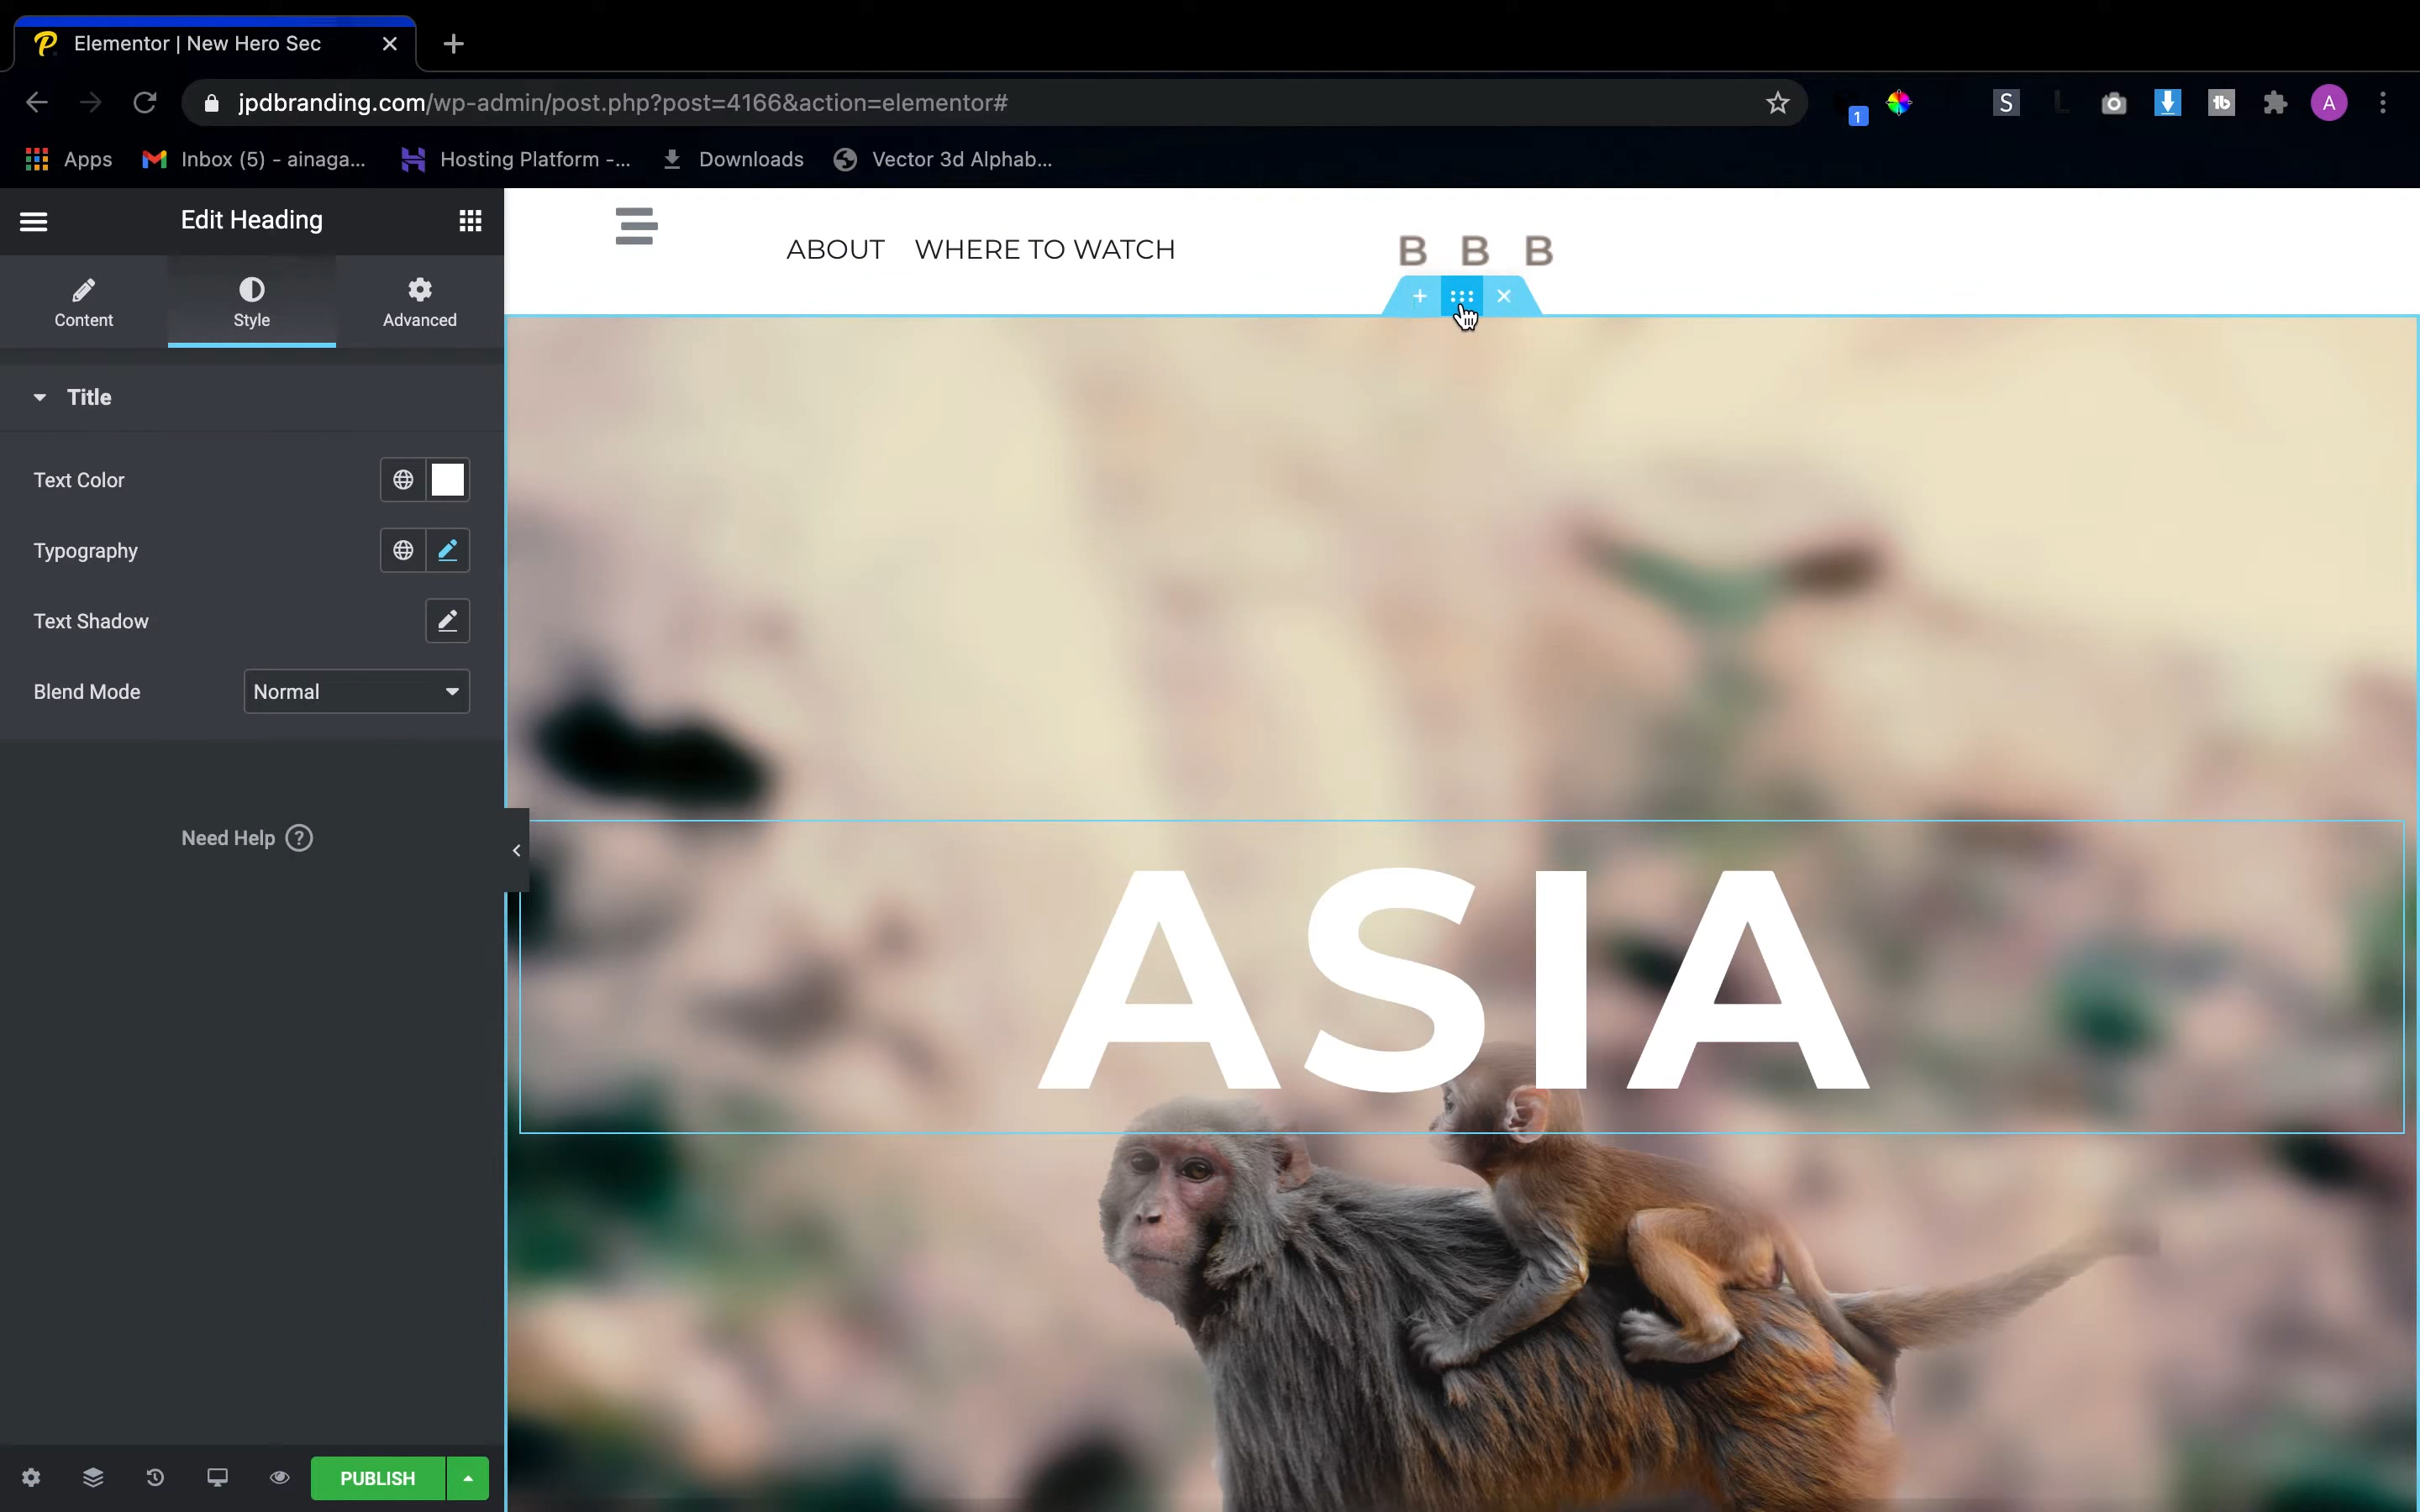 Elementor | New Hero Sec
jpdbranding.com/wp-admin/post.php?post=4166&action=elementor#
1
S
L
tb
A
Apps
Inbox (5) - ainaga...
Hosting Platform -...
Downloads
Vector 3d Alphab...
Edit Heading
Content
Style
Advanced
Title
Text Color
Typography
Text Shadow
Blend Mode
Normal
Need Help ?
PUBLISH
ABOUT WHERE TO WATCH
B B B
ASIA